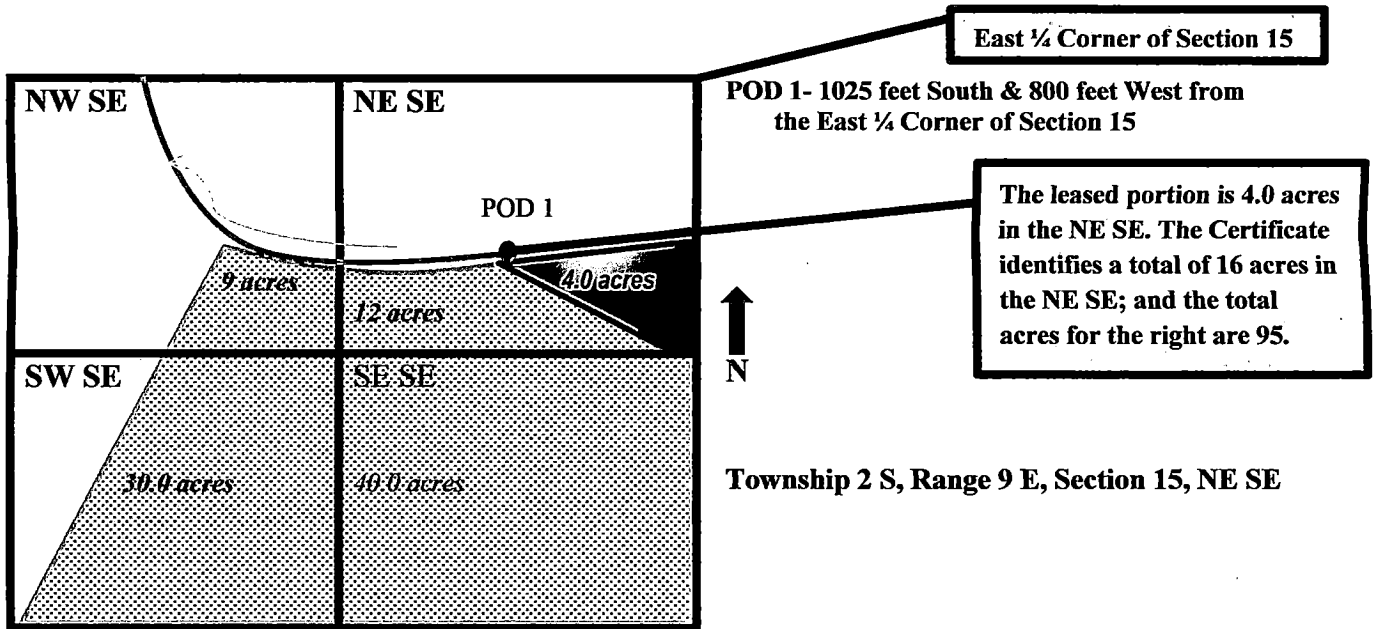 East ¼ Corner of Section 15
NW SE
NE SE
POD 1- 1025 feet South & 800 feet West from
the East ¼ Corner of Section 15
POD 1
The leased portion is 4.0 acres
in the NE SE. The Certificate
identifies a total of 16 acres in
the NE SE; and the total
acres for the right are 95.
4.0 acres
9 acres
12 acres
N
SW SE
SE SE
30.0 acres
40 0 acres
Township 2 S, Range 9 E, Section 15, NE SE